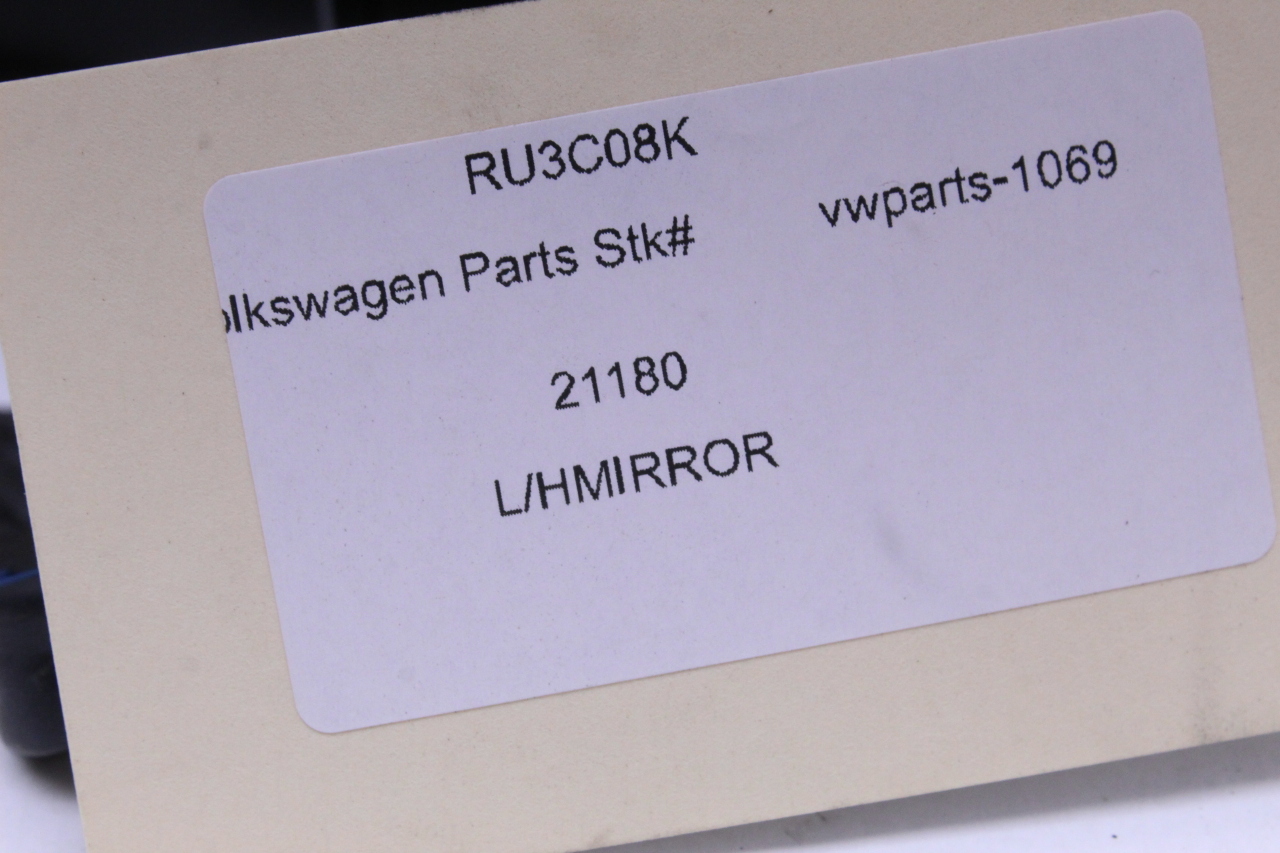 RU3C08K
olkswagen Parts Stk# vwparts-1069
21180
L/HMIRROR